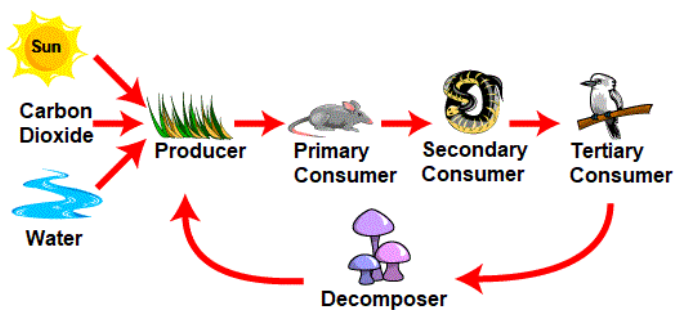 Sun
Carbon
Dioxide
Water
Producer
Primary
Consumer
Secondary
Consumer
Tertiary
Consumer
Decomposer